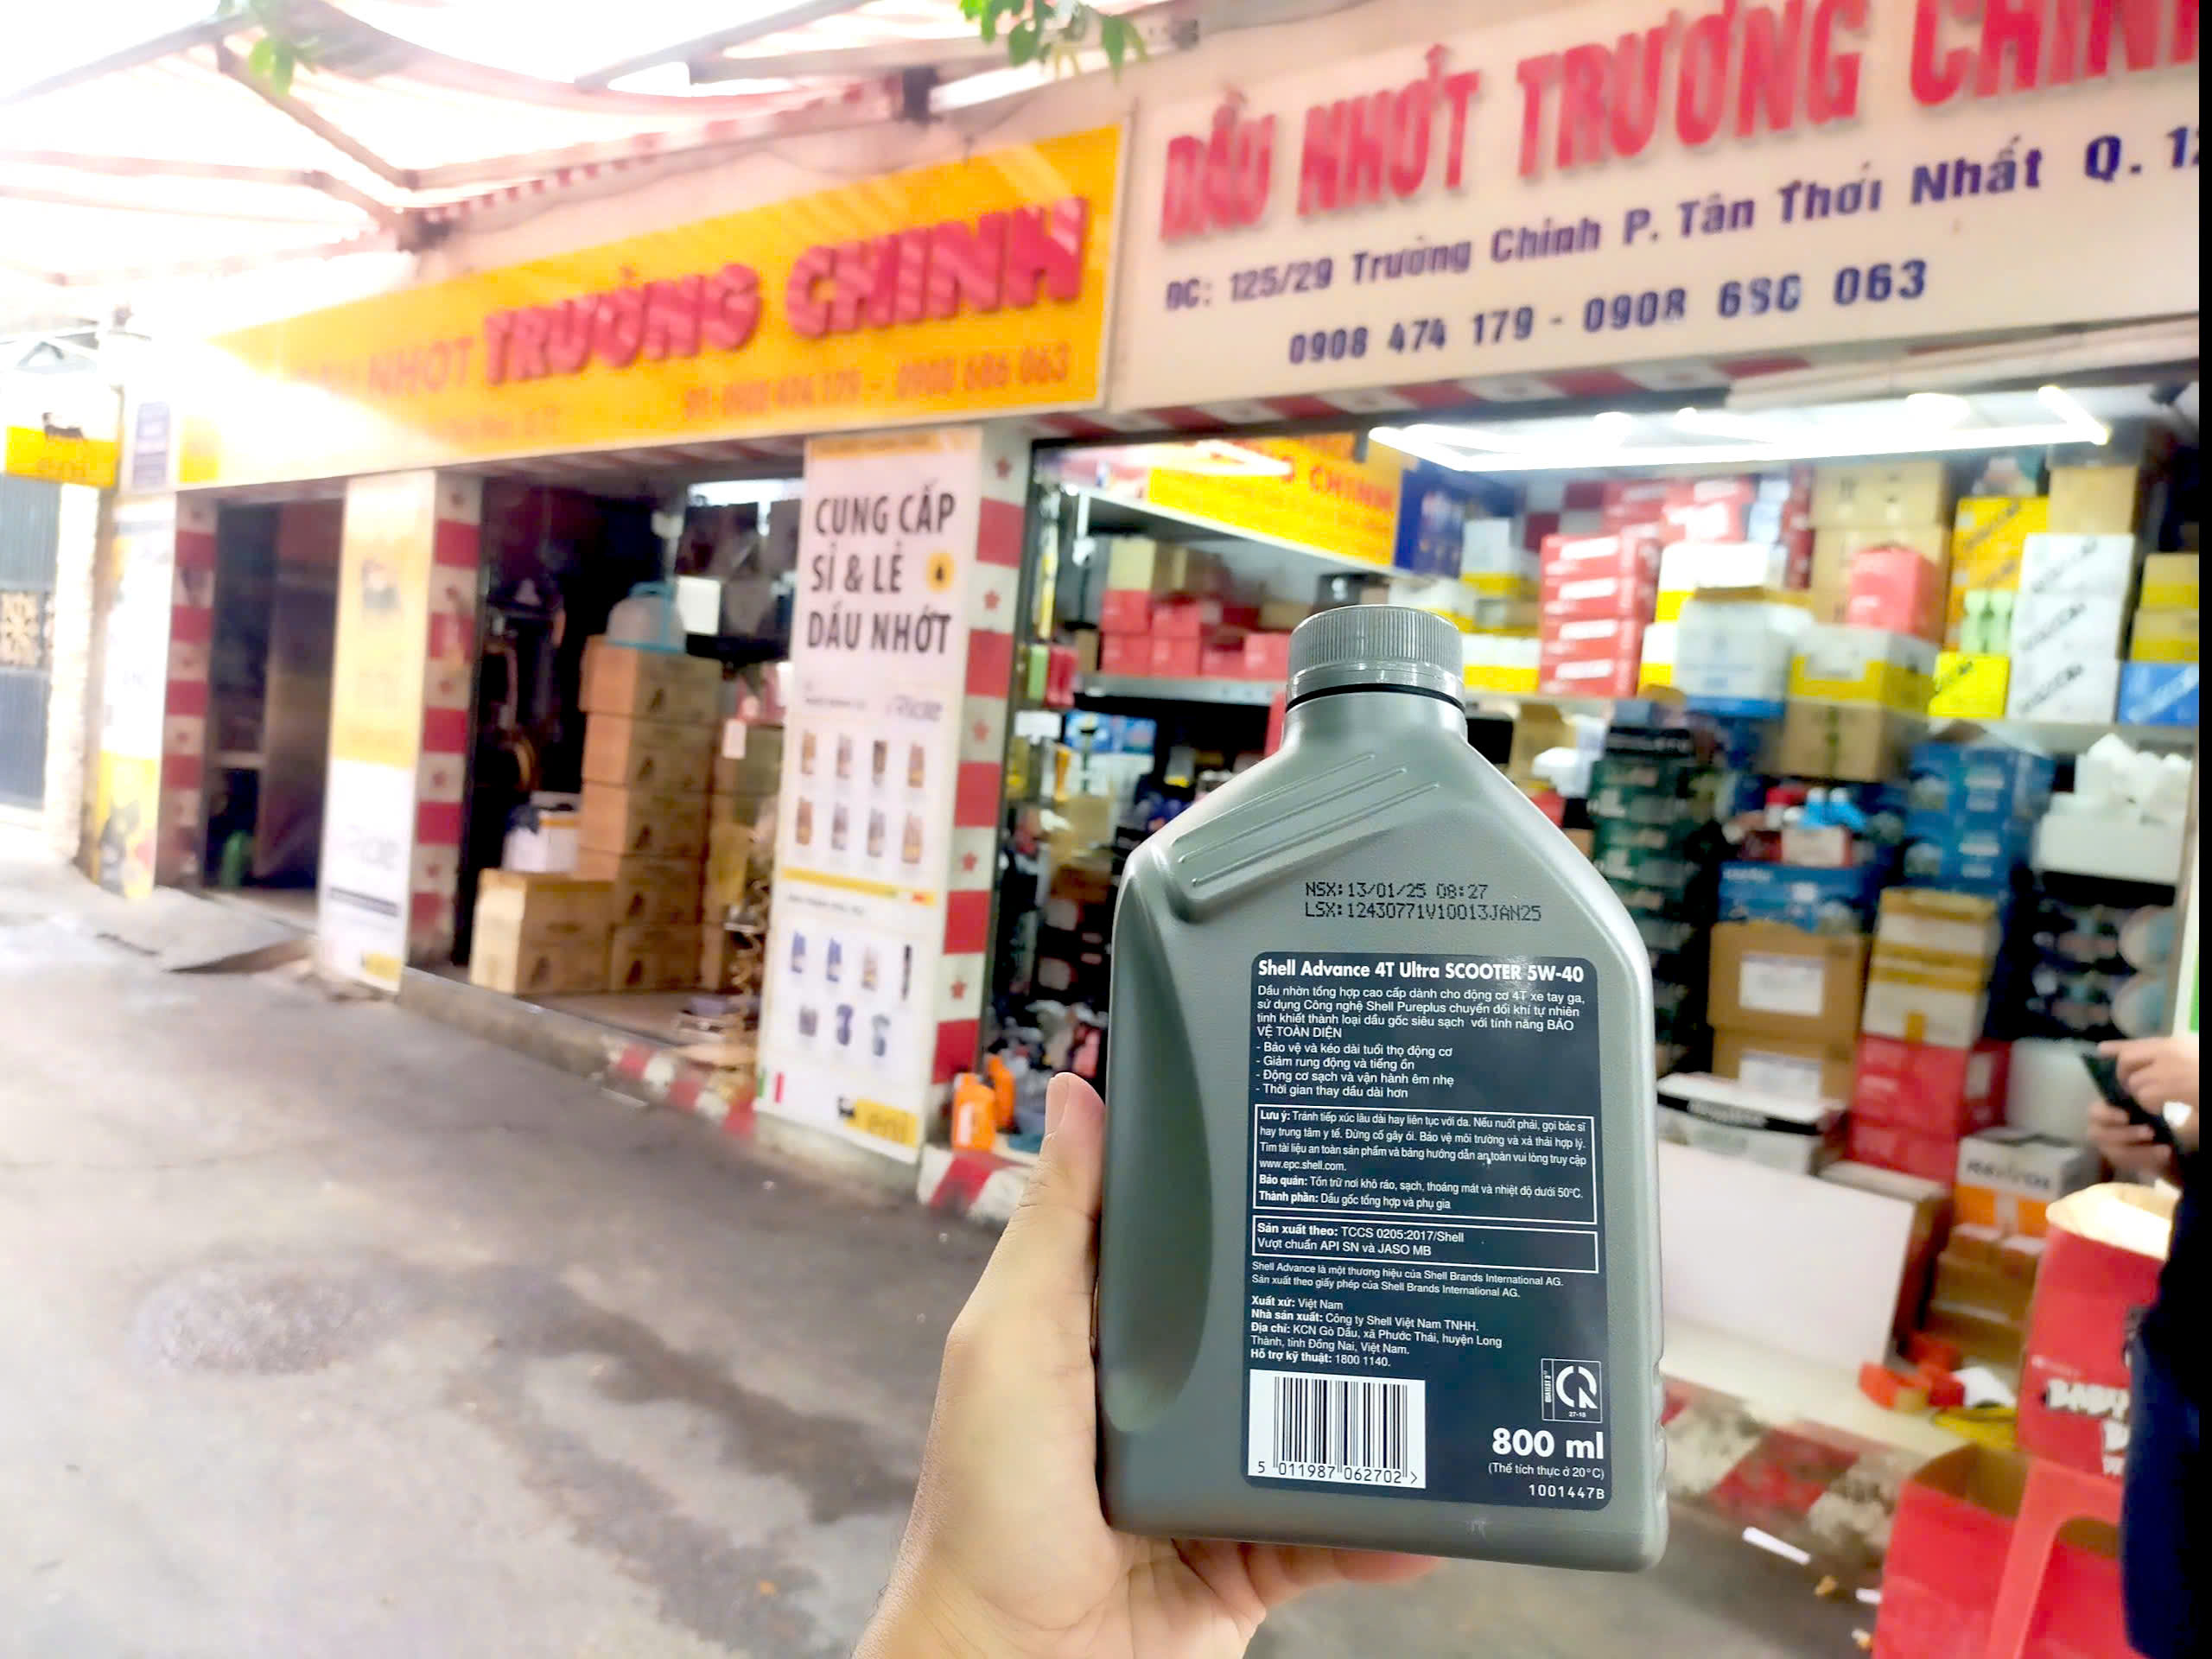 DẦU NHỚT TRƯỜNG CHINH
ĐC: 125/29 Trường Chinh P. Tân Thới Nhất Q. 12
0908 474 179 - 0908 686 063
NHỚT TRƯỜNG CHINH
ĐT: 0908 474 179 - 0908 686 063
eni
CHINH
CUNG CẤP
SỈ & LẺ
DẦU NHỚT
eni
NSX:13/01/25 08:27
LSX:12430771V10013JAN25
Shell Advance 4T Ultra SCOOTER 5W-40
Dầu nhờn tổng hợp cao cấp dành cho động cơ 4T xe tay ga,
sử dụng Công nghệ Shell Pureplus chuyển đổi khí tự nhiên
tinh khiết thành loại dầu gốc siêu sạch với tính năng BẢO
VỆ TOÀN DIỆN
- Bảo vệ và kéo dài tuổi thọ động cơ
- Giảm rung động và tiếng ồn
- Động cơ sạch và vận hành êm nhẹ
- Thời gian thay dầu dài hơn
Lưu ý: Tránh tiếp xúc lâu dài hay liên tục với da. Nếu nuốt phải, gọi bác sĩ
hay trung tâm y tế. Đừng cố gây ói. Bảo vệ môi trường và xả thải hợp lý.
Tìm tài liệu an toàn sản phẩm và bảng hướng dẫn an toàn vui lòng truy cập
www.epc.shell.com.
Bảo quản: Tồn trữ nơi khô ráo, sạch, thoáng mát và nhiệt độ dưới 50°C.
Thành phần: Dầu gốc tổng hợp và phụ gia
Sản xuất theo: TCCS 0205:2017/Shell
Vượt chuẩn API SN và JASO MB
Shell Advance là một thương hiệu của Shell Brands International AG.
Sản xuất theo giấy phép của Shell Brands International AG.
Xuất xứ: Việt Nam
Nhà sản xuất: Công ty Shell Việt Nam TNHH.
Địa chỉ: KCN Gò Dầu, xã Phước Thái, huyện Long
Thành, tỉnh Đồng Nai, Việt Nam.
Hỗ trợ kỹ thuật: 1800 1140.
27-18
5 011987 062702 >
800 ml
(Thể tích thực ở 20°C)
1001447B